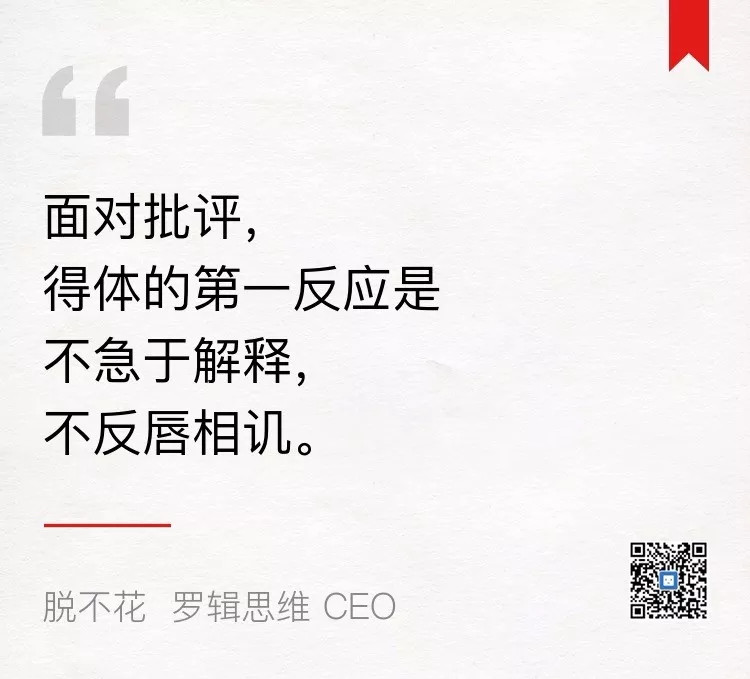 面对批评，
得体的第一反应是
不急于解释，
不反唇相讥。
脱不花 罗辑思维 CEO